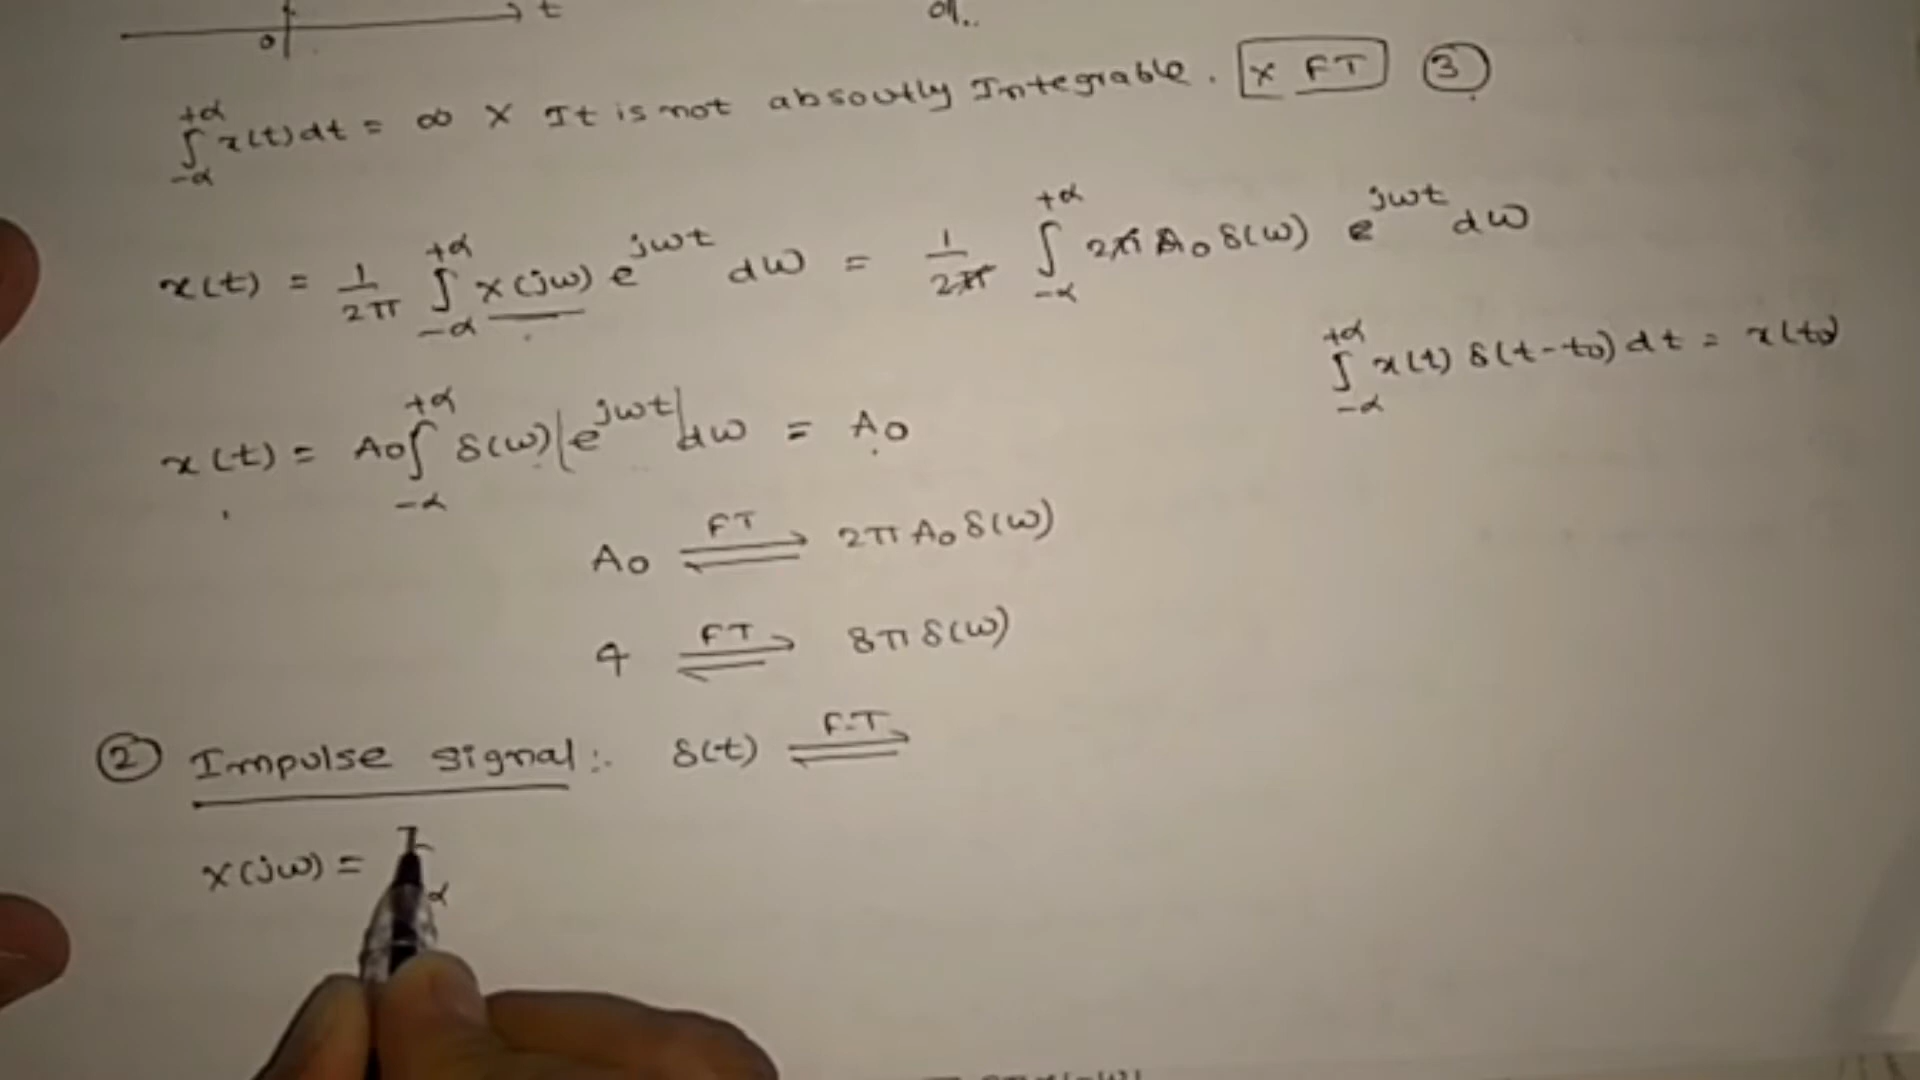 t
0
+α ∫ -α x(t)dt = ∞ X It is not absoutly Integrable. X FT 3
x(t) = 1/2π +α ∫ -α x(jω) e^jωt dω = 1/2π +α ∫ -α 2π A0 δ(ω) e^jωt dω
+α ∫ -α x(t) δ(t-t0) dt = x(t0)
x(t) = A0 +α ∫ -α δ(ω) e^jωt dω = A0
A0 FT ⇌ 2π A0 δ(ω)
4 FT ⇌ 8π δ(ω)
2 Impulse signal:. δ(t) F.T ⇌
x(jω) =